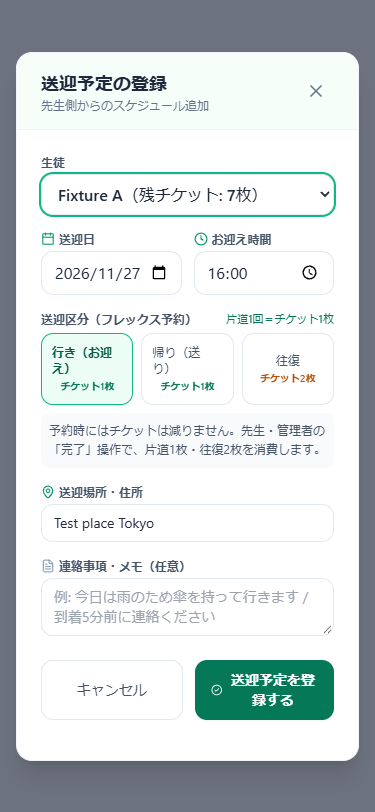 送迎予定の登録
先生側からのスケジュール追加
生徒
Fixture A（残チケット: 7枚）
送迎日
お迎え時間
2026/11/27
16:00
送迎区分（フレックス予約）
片道1回＝チケット1枚
行き（お迎
え）
チケット1枚
帰り（送
り）
チケット1枚
往復
チケット2枚
予約時にはチケットは減りません。先生・管理者の
「完了」操作で、片道1枚・往復2枚を消費します。
送迎場所・住所
Test place Tokyo
連絡事項・メモ（任意）
例: 今日は雨のため傘を持って行きます /
到着5分前に連絡ください
キャンセル
送迎予定を登
録する